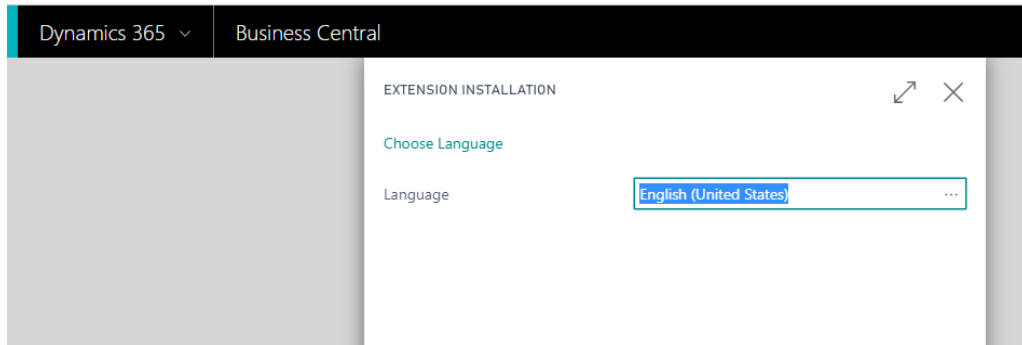 Dynamics 365 Business Central
EXTENSION INSTALLATION
Choose Language
Language English (United States) ...